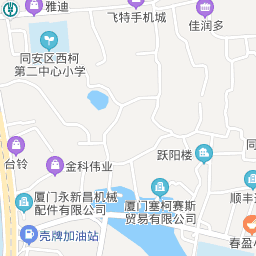 雅迪
飞特手机城
佳润多
同安区西柯
第二中心小学
跃阳楼
台铃
金科伟业
厦门永新昌机械
配件有限公司
厦门塞柯赛斯
贸易有限公司
顺丰
壳牌加油站
春盈